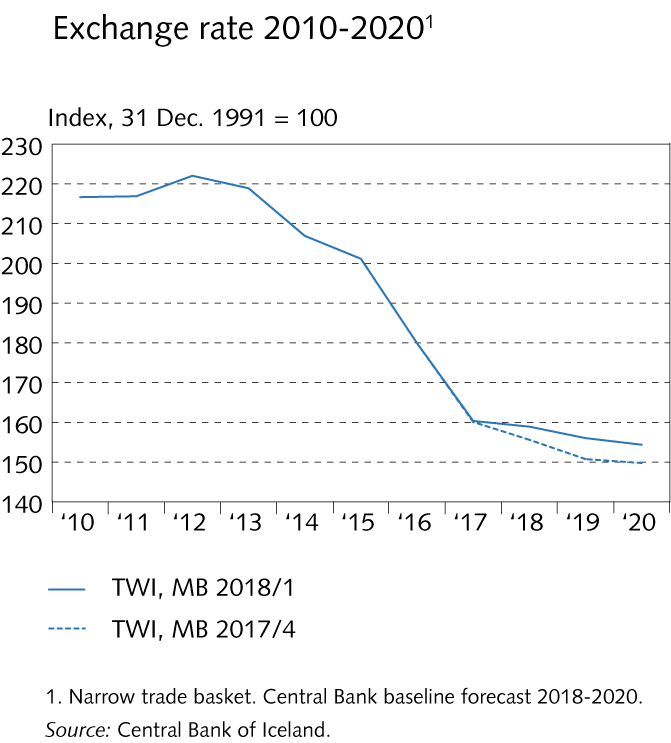 Exchange rate 2010-2020¹
Index, 31 Dec. 1991 = 100
230
220
210
200
190
180
170
160
150
140
‘10 ‘11 ‘12 ‘13 ‘14 ‘15 ‘16 ‘17 ‘18 ‘19 ‘20
TWI, MB 2018/1
TWI, MB 2017/4
1. Narrow trade basket. Central Bank baseline forecast 2018-2020.
Source: Central Bank of Iceland.